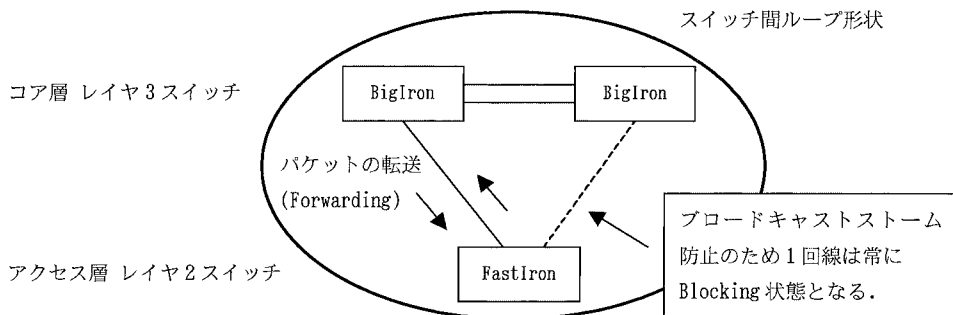 スイッチ間ループ形状
コア層 レイヤ3スイッチ
BigIron
BigIron
パケットの転送
(Forwarding)
ブロードキャストストーム
防止のため1回線は常に
Blocking 状態となる.
アクセス層 レイヤ2スイッチ
FastIron